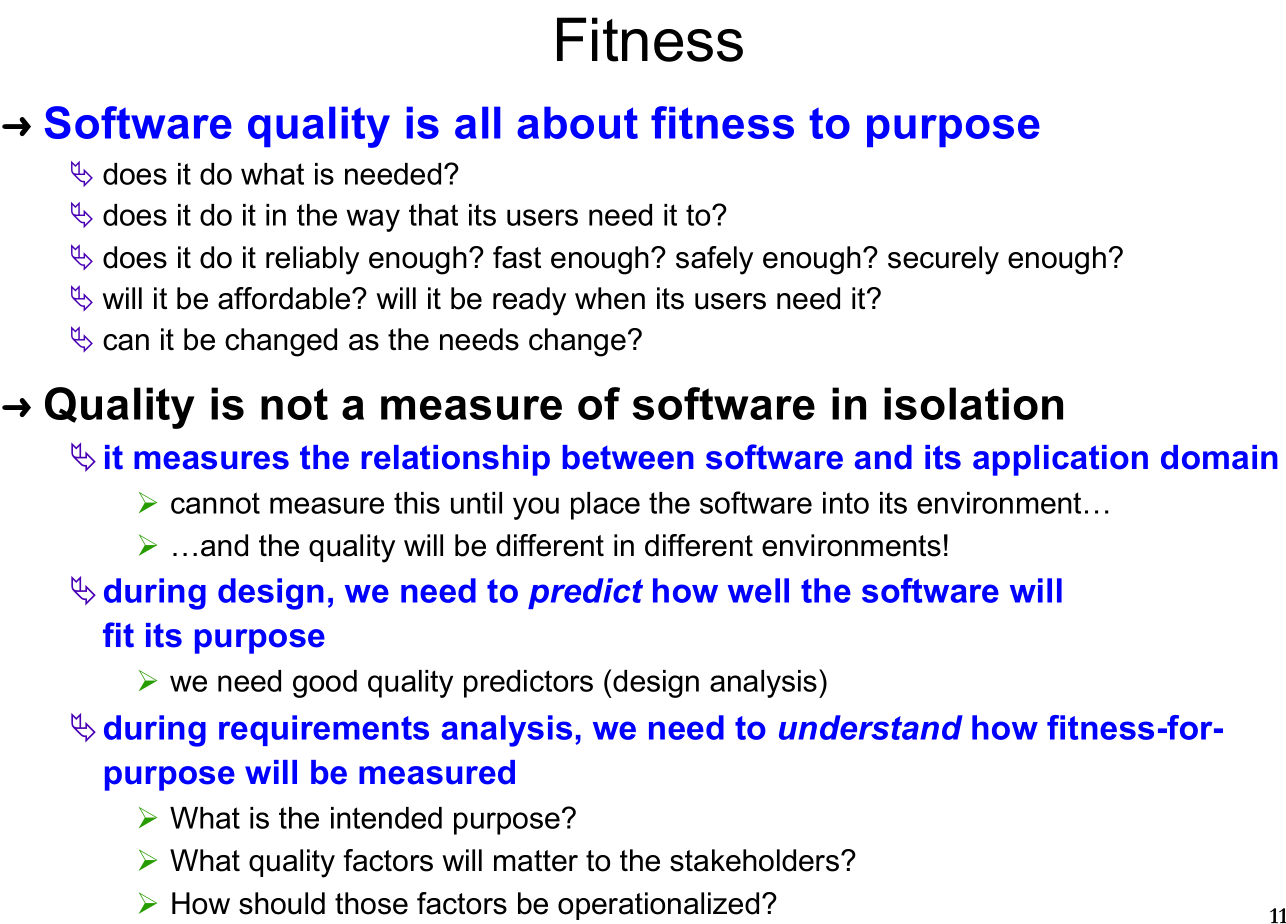 Fitness
➜ Software quality is all about fitness to purpose
does it do what is needed?
does it do it in the way that its users need it to?
does it do it reliably enough? fast enough? safely enough? securely enough?
will it be affordable? will it be ready when its users need it?
can it be changed as the needs change?
➜ Quality is not a measure of software in isolation
it measures the relationship between software and its application domain
➢ cannot measure this until you place the software into its environment…
➢ …and the quality will be different in different environments!
during design, we need to predict how well the software will
fit its purpose
➢ we need good quality predictors (design analysis)
during requirements analysis, we need to understand how fitness-for-
purpose will be measured
➢ What is the intended purpose?
➢ What quality factors will matter to the stakeholders?
➢ How should those factors be operationalized?
11